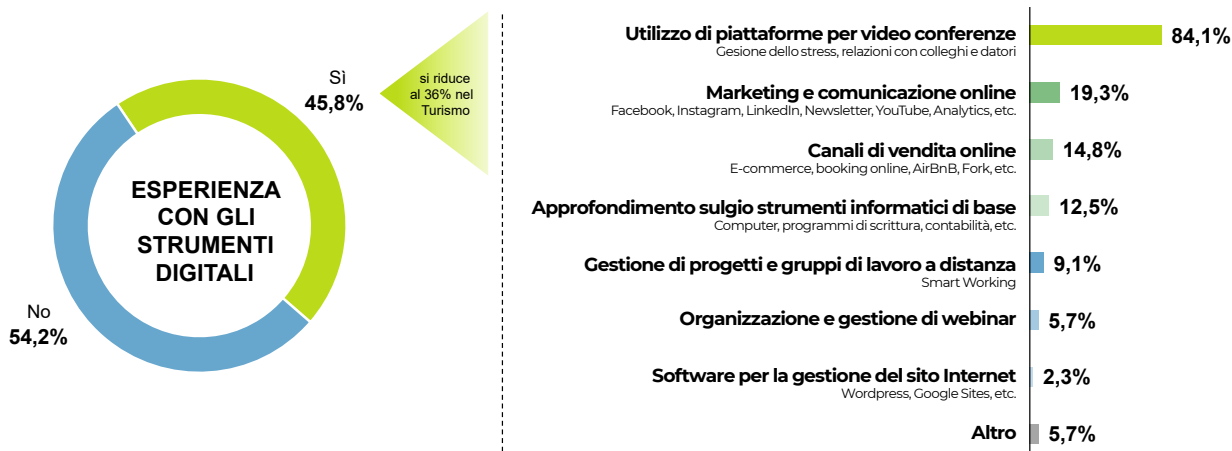 Sì
45,8%
si riduce
al 36% nel
Turismo
ESPERIENZA
CON GLI
STRUMENTI
DIGITALI
No
54,2%
Utilizzo di piattaforme per video conferenze
Gesione dello stress, relazioni con colleghi e datori
84,1%
Marketing e comunicazione online
Facebook, Instagram, LinkedIn, Newsletter, YouTube, Analytics, etc.
19,3%
Canali di vendita online
E-commerce, booking online, AirBnB, Fork, etc.
14,8%
Approfondimento sulgio strumenti informatici di base
Computer, programmi di scrittura, contabilità, etc.
12,5%
Gestione di progetti e gruppi di lavoro a distanza
Smart Working
9,1%
Organizzazione e gestione di webinar
5,7%
Software per la gestione del sito Internet
Wordpress, Google Sites, etc.
2,3%
Altro
5,7%